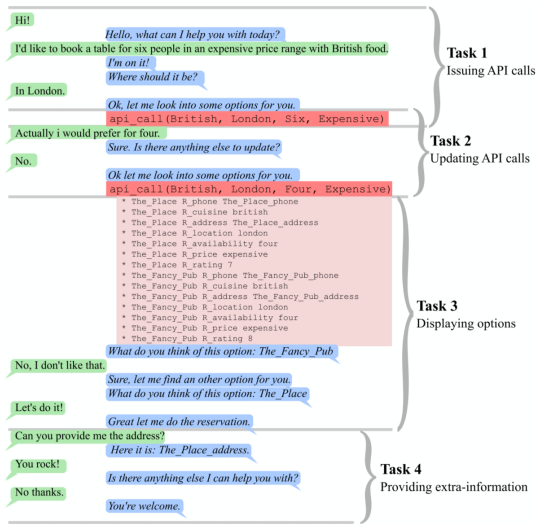 Hi!
Hello, what can I help you with today?
I'd like to book a table for six people in an expensive price range with British food.
I'm on it!
Where should it be?
In London.
Ok, let me look into some options for you.
api_call(British, London, Six, Expensive)
Task 1
Issuing API calls
Actually i would prefer for four.
Sure. Is there anything else to update?
No.
Ok let me look into some options for you.
api_call(British, London, Four, Expensive)
Task 2
Updating API calls
* The_Place R_phone The_Place_phone
* The_Place R_cuisine british
* The_Place R_address The_Place_address
* The_Place R_location london
* The_Place R_availability four
* The_Place R_price expensive
* The_Place R_rating 7
* The_Fancy_Pub R_phone The_Fancy_Pub_phone
* The_Fancy_Pub R_cuisine british
* The_Fancy_Pub R_address The_Fancy_Pub_address
* The_Fancy_Pub R_location london
* The_Fancy_Pub R_availability four
* The_Fancy_Pub R_price expensive
* The_Fancy_Pub R_rating 8
What do you think of this option: The_Fancy_Pub
No, I don't like that.
Sure, let me find an other option for you.
What do you think of this option: The_Place
Let's do it!
Great let me do the reservation.
Task 3
Displaying options
Can you provide me the address?
Here it is: The_Place_address.
You rock!
Is there anything else I can help you with?
No thanks.
You're welcome.
Task 4
Providing extra-information